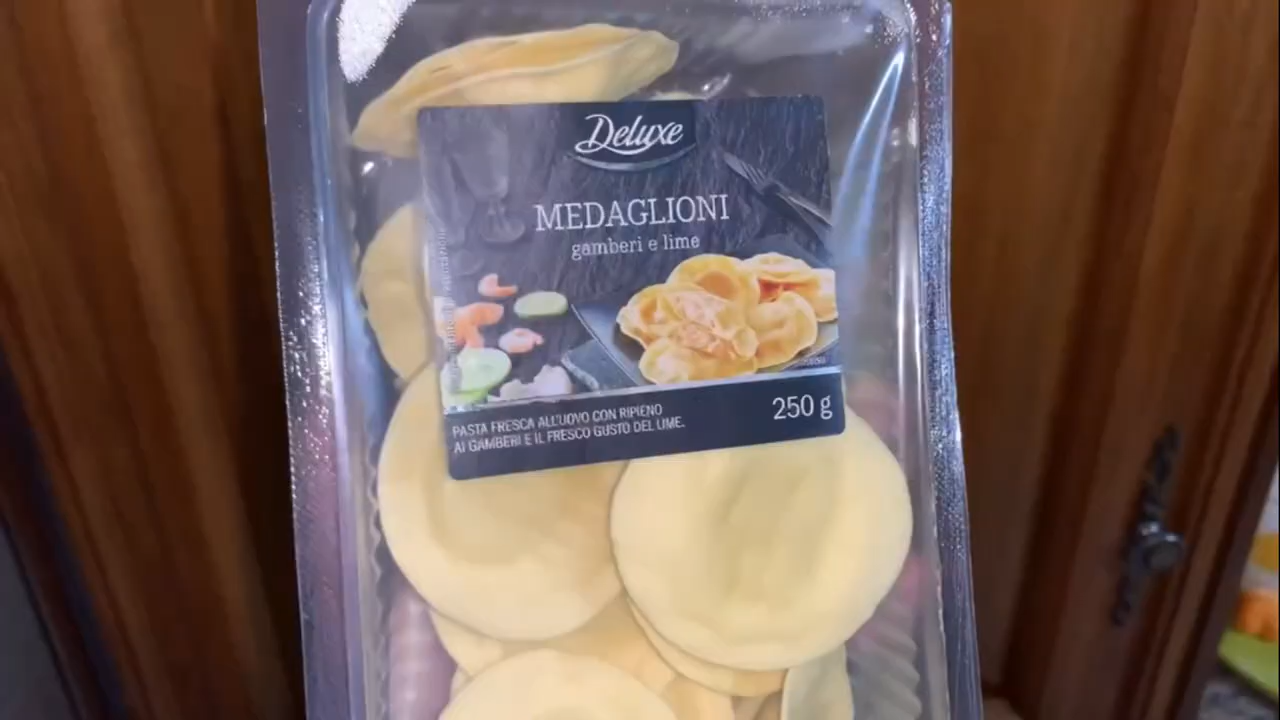 Deluxe
MEDAGLIONI
gamberi e lime
PASTA FRESCA ALL'UOVO CON RIPIENO
AI GAMBERI E IL FRESCO GUSTO DEL LIME.
250 g